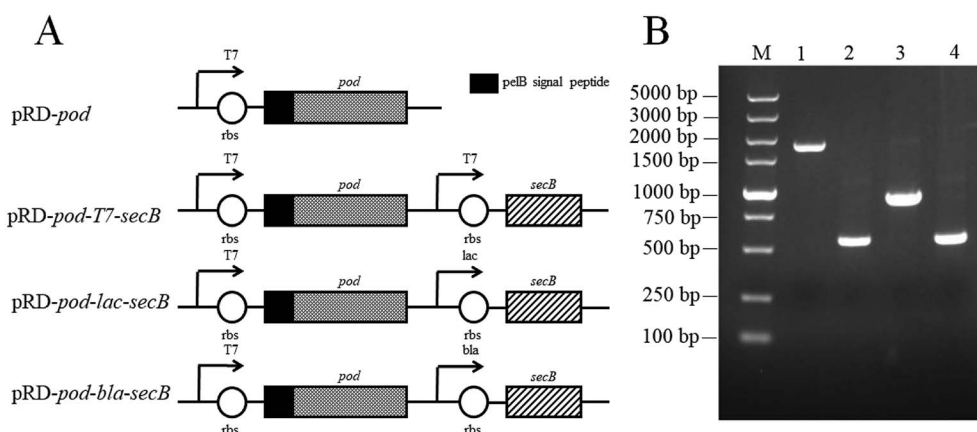 A
T7
pod
pelB signal peptide
pRD-pod
rbs
T7
pod
T7
secB
pRD-pod-T7-secB
rbs
rbs
T7
pod
lac
secB
pRD-pod-lac-secB
rbs
rbs
T7
pod
bla
secB
pRD-pod-bla-secB
rbs
rbs
B
M 1 2 3 4
5000 bp
3000 bp
2000 bp
1500 bp
1000 bp
750 bp
500 bp
250 bp
100 bp